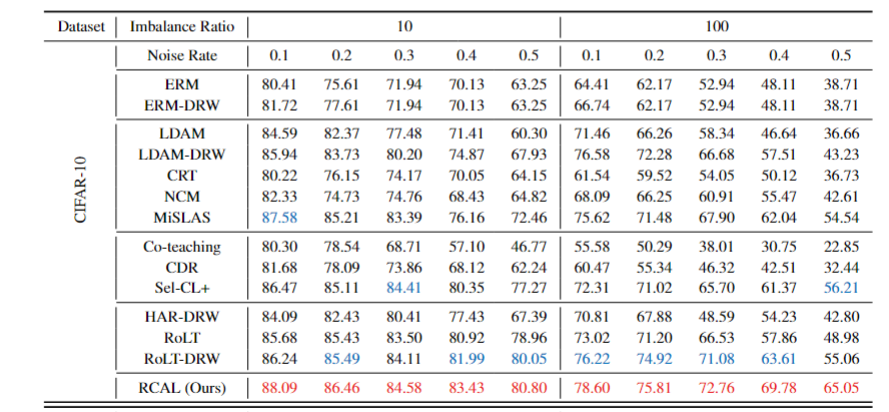 Dataset Imbalance Ratio 10 100
Noise Rate 0.1 0.2 0.3 0.4 0.5 0.1 0.2 0.3 0.4 0.5
CIFAR-10
ERM 80.41 75.61 71.94 70.13 63.25 64.41 62.17 52.94 48.11 38.71
ERM-DRW 81.72 77.61 71.94 70.13 63.25 66.74 62.17 52.94 48.11 38.71
LDAM 84.59 82.37 77.48 71.41 60.30 71.46 66.26 58.34 46.64 36.66
LDAM-DRW 85.94 83.73 80.20 74.87 67.93 76.58 72.28 66.68 57.51 43.23
CRT 80.22 76.15 74.17 70.05 64.15 61.54 59.52 54.05 50.12 36.73
NCM 82.33 74.73 74.76 68.43 64.82 68.09 66.25 60.91 55.47 42.61
MiSLAS 87.58 85.21 83.39 76.16 72.46 75.62 71.48 67.90 62.04 54.54
Co-teaching 80.30 78.54 68.71 57.10 46.77 55.58 50.29 38.01 30.75 22.85
CDR 81.68 78.09 73.86 68.12 62.24 60.47 55.34 46.32 42.51 32.44
Sel-CL+ 86.47 85.11 84.41 80.35 77.27 72.31 71.02 65.70 61.37 56.21
HAR-DRW 84.09 82.43 80.41 77.43 67.39 70.81 67.88 48.59 54.23 42.80
RoLT 85.68 85.43 83.50 80.92 78.96 73.02 71.20 66.53 57.86 48.98
RoLT-DRW 86.24 85.49 84.11 81.99 80.05 76.22 74.92 71.08 63.61 55.06
RCAL (Ours) 88.09 86.46 84.58 83.43 80.80 78.60 75.81 72.76 69.78 65.05